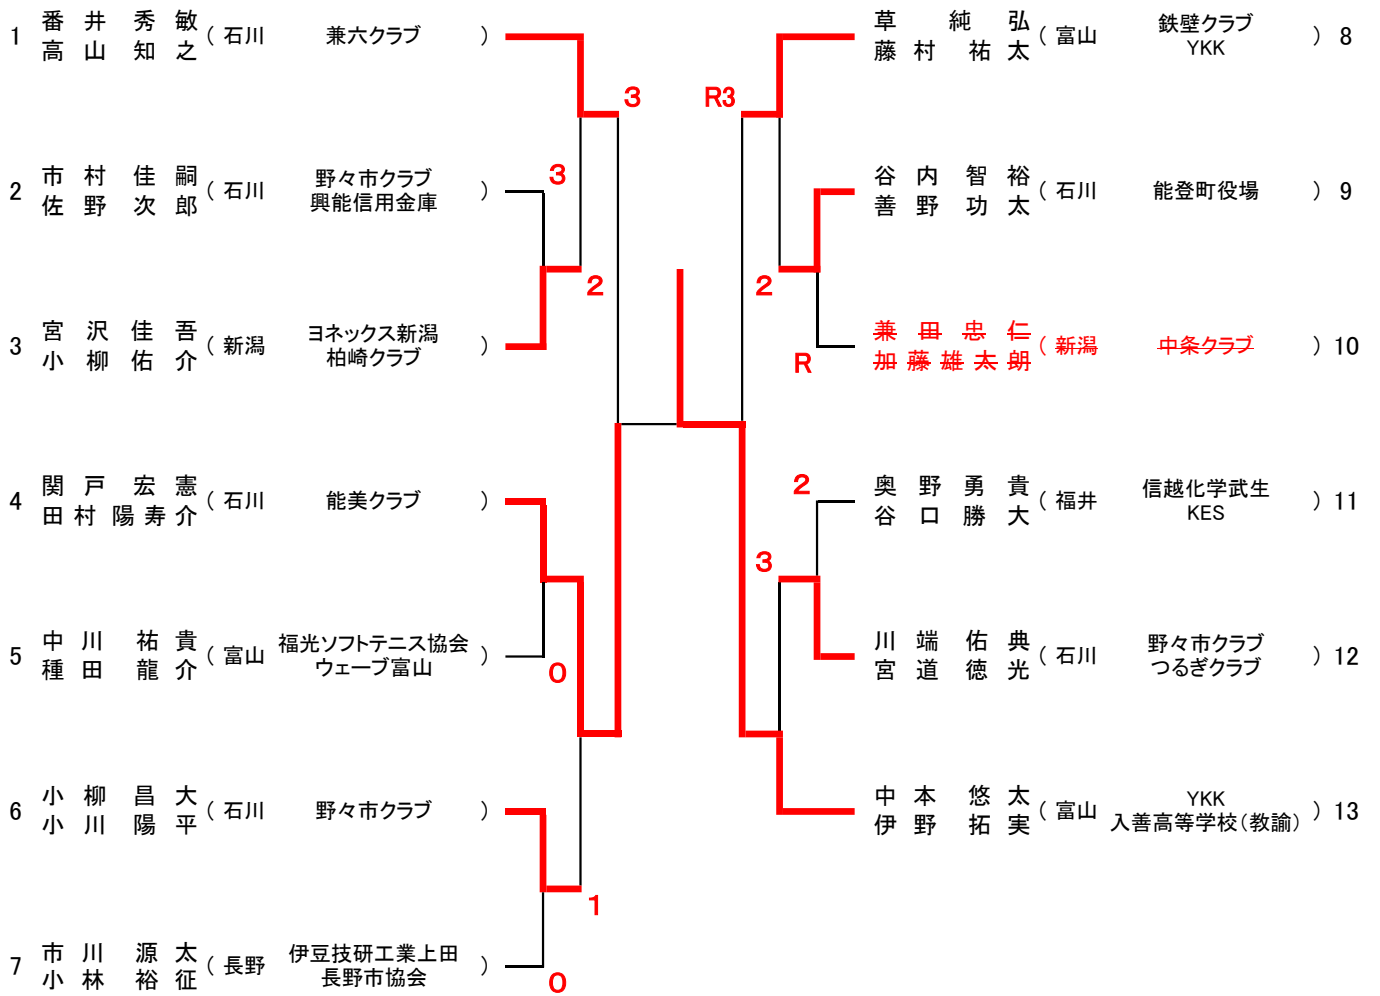 1 番井秀敏 高山知之 (石川 兼六クラブ)
3
2 市村佳嗣 佐野次郎 (石川 野々市クラブ 興能信用金庫)
3
2
3 宮沢佳吾 小柳佑介 (新潟 ヨネックス新潟 柏崎クラブ)
4 関戸宏憲 田村陽寿介 (石川 能美クラブ)
5 中川祐貴 種田龍介 (富山 福光ソフトテニス協会 ウェーブ富山)
0
6 小柳昌大 小川陽平 (石川 野々市クラブ)
1
7 市川源太 小林裕征 (長野 伊豆技研工業上田 長野市協会)
0
草純弘 藤村祐太 (富山 鉄壁クラブ YKK) 8
R3
谷内智裕 善野功太 (石川 能登町役場) 9
2
兼田忠仁 加藤雄太朗 (新潟 中条クラブ) 10
R
2
奥野勇貴 谷口勝大 (福井 信越化学武生 KES) 11
3
川端佑典 宮道徳光 (石川 野々市クラブ つるぎクラブ) 12
中本悠太 伊野拓実 (富山 YKK 入善高等学校(教諭)) 13